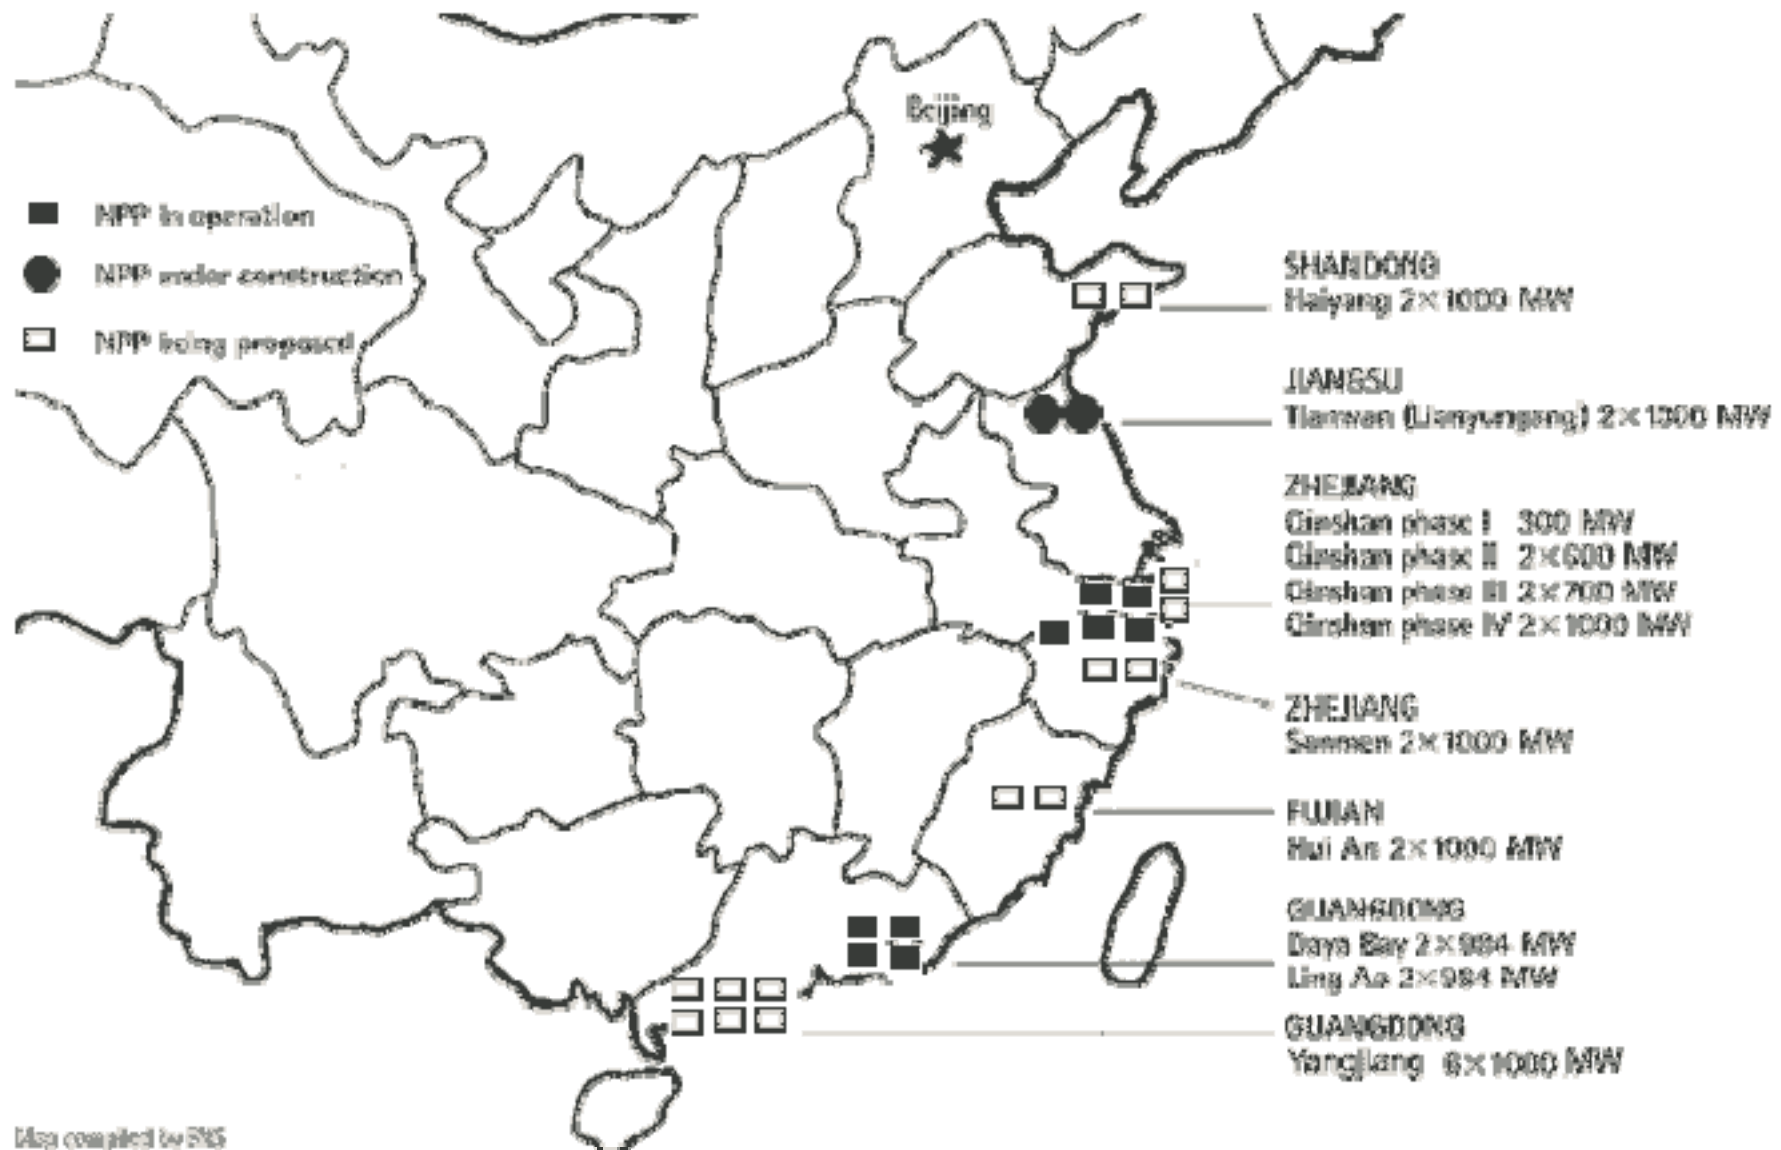 Beijing
NPP in operation
NPP under construction
NPP being proposed
SHANDONG
Haiyang 2×1000 MW
JIANGSU
Tianwan (Lianyungang) 2×1000 MW
ZHEJIANG
Qinshan phase I 300 MW
Qinshan phase II 2×600 MW
Qinshan phase III 2×700 MW
Qinshan phase IV 2×1000 MW
ZHEJIANG
Sanmen 2×1000 MW
FUJIAN
Hui An 2×1000 MW
GUANGDONG
Daya Bay 2×984 MW
Ling Ao 2×984 MW
GUANGDONG
Yangjiang 6×1000 MW
Map compiled by